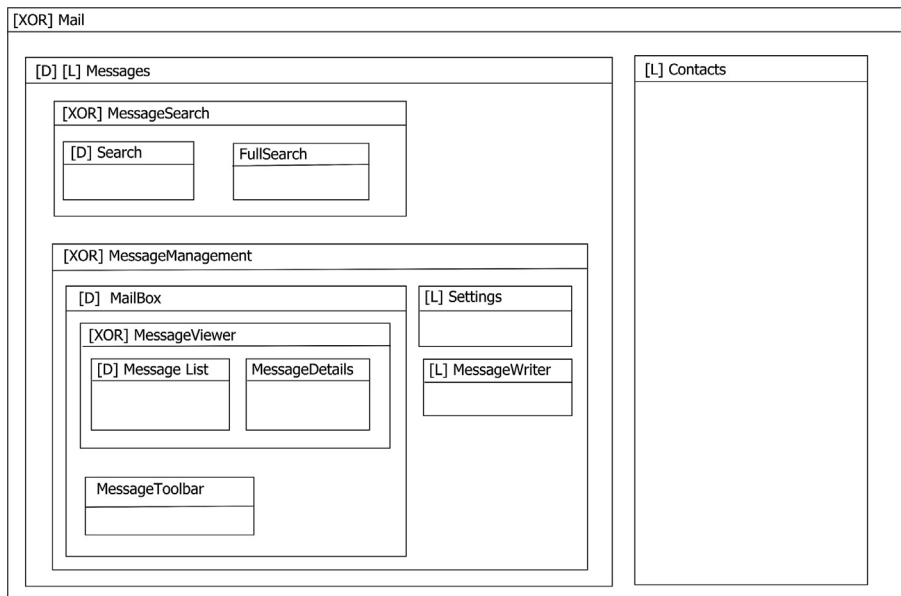 [XOR] Mail
[D] [L] Messages
[L] Contacts
[XOR] MessageSearch
[D] Search
FullSearch
[XOR] MessageManagement
[D] MailBox
[L] Settings
[XOR] MessageViewer
[D] Message List
MessageDetails
[L] MessageWriter
MessageToolbar